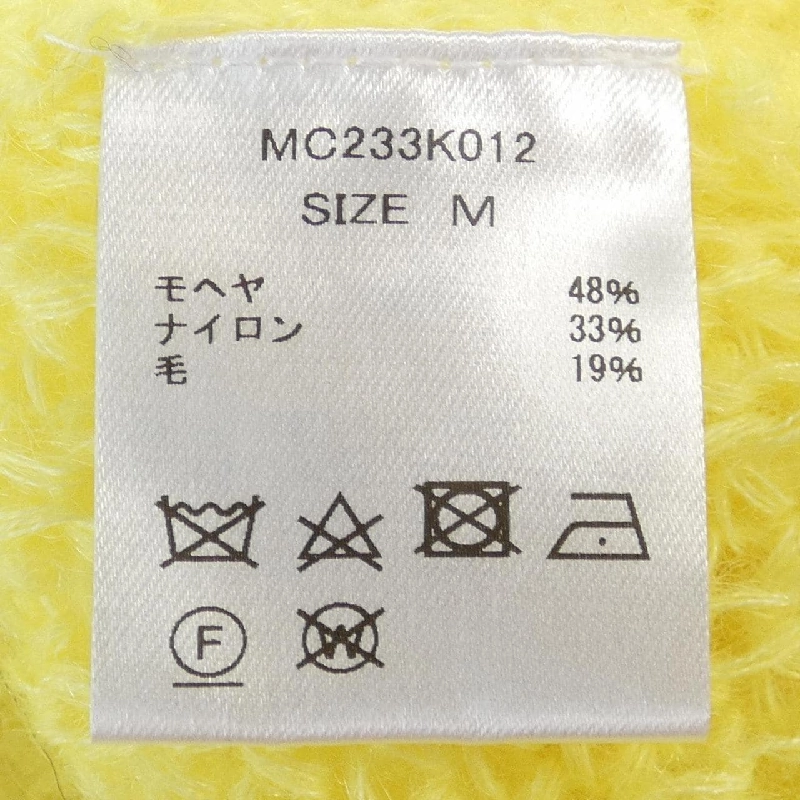 MC233K012
SIZE M
モヘヤ 48%
ナイロン 33%
毛 19%
F W